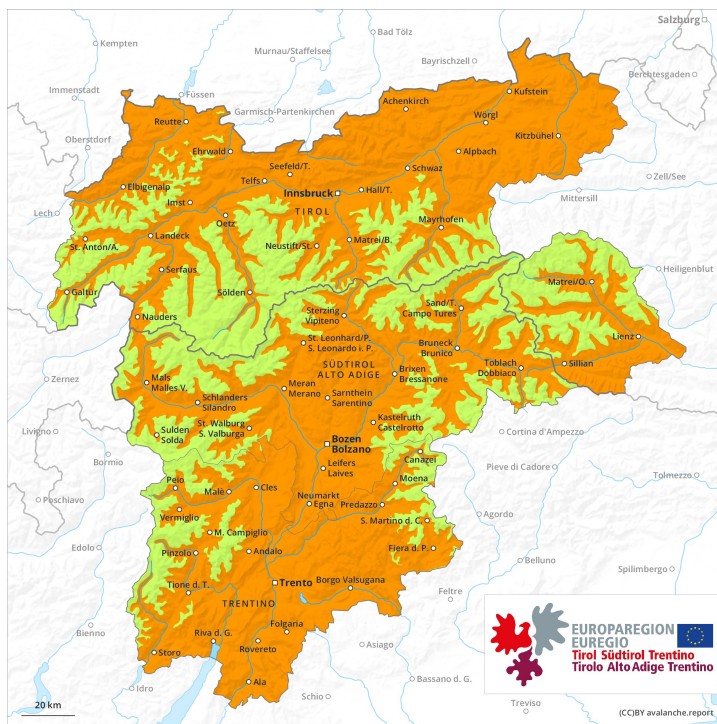 Salzburg
Kempten
Bad Tölz
Murnau/Staffelsee
Bayrischzell
Berchtesgaden
Immenstadt
Füssen
Garmisch-Partenkirchen
Achenkirch
Kufstein
Reutte
Wörgl
Oberstdorf
Ehrwald
Kitzbühel
Alpbach
Seefeld/T.
Schwaz
Zell/See
Elbigenalp
Telfs
Innsbruck
Hall/T.
Mittersill
Imst
TIROL
Lech
Oetz
Mayrhofen
St. Anton/A.
Landeck
Neustift/St.
Matrei/B.
Serfaus
Heiligenblut
Galtür
Sölden
Matrei/O.
Nauders
Sterzing
Vipiteno
Sand/T.
Campo Tures
Lienz
St. Leonhard/P.
S. Leonardo i. P.
Bruneck
Brunico
Sillian
Toblach
Dobbiaco
SÜDTIROL
ALTO ADIGE
Brixen
Bressanone
Zernez
Mals
Malles V.
Meran
Merano
Schlanders
Silandro
Sarnthein
Sarentino
Kastelruth
Castelrotto
St. Walburg
S. Valburga
Livigno
Sulden
Solda
Cortina d'Ampezzo
Bozen
Bolzano
Canazei
Bormio
Pieve di Cadore
Leifers
Laives
Tolmezzo
Peio
Malè
Cles
Moena
Poschiavo
Neumarkt
Egna
Predazzo
Vermiglio
Agordo
S. Martino d. C.
M. Campiglio
Edolo
Pinzolo
Andalo
Fiera d. P.
Belluno
Spilimbergo
Trento
Borgo Valsugana
Tione d. T.
Feltre
TRENTINO
Folgaria
Bienno
Riva d. G.
Rovereto
Asiago
Storo
Bassano d. G.
Ala
Idro
Schio
Treviso
EUROPAREGION
EUREGIO
Tirol Südtirol Trentino
Tirolo Alto Adige Trentino
20 km
(CC)BY avalanche.report